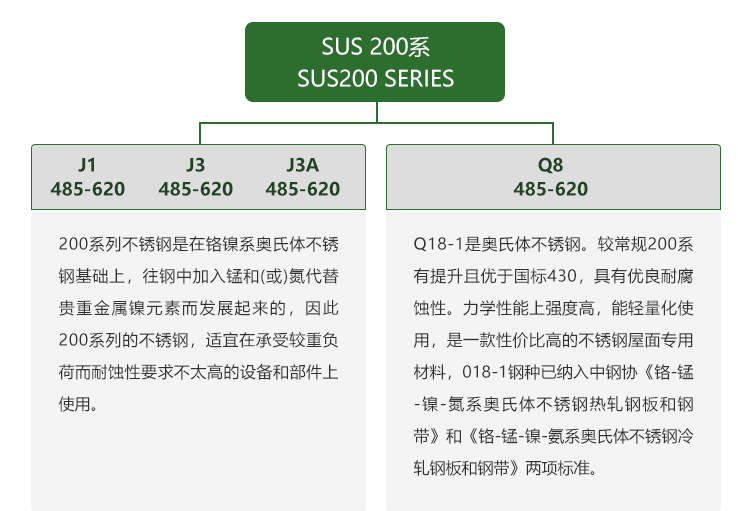 SUS 200系
SUS200 SERIES
J1 J3 J3A
485-620 485-620 485-620
200系列不锈钢是在铬镍系奥氏体不锈
钢基础上，往钢中加入锰和(或)氮代替
贵重金属镍元素而发展起来的，因此
200系列的不锈钢，适宜在承受较重负
荷而耐蚀性要求不太高的设备和部件上
使用。
Q8
485-620
Q18-1是奥氏体不锈钢。较常规200系
有提升且优于国标430，具有优良耐腐
蚀性。力学性能上强度高，能轻量化使
用，是一款性价比高的不锈钢屋面专用
材料，018-1钢种已纳入中钢协《铬-锰
-镍-氮系奥氏体不锈钢热轧钢板和钢
带》和《铬-锰-镍-氨系奥氏体不锈钢冷
轧钢板和钢带》两项标准。